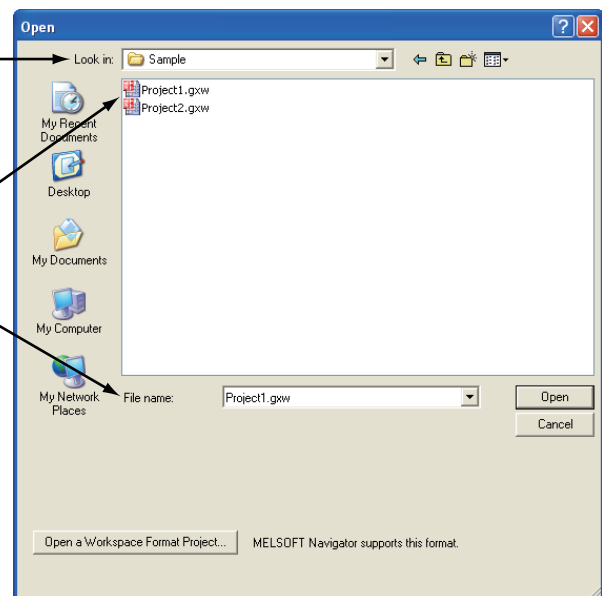 Open
Look in: Sample
Project1.gxw
Project2.gxw
My Recent
Documents
Desktop
My Documents
My Computer
My Network
Places
File name: Project1.gxw
Open
Cancel
Open a Workspace Format Project...
MELSOFT Navigator supports this format.